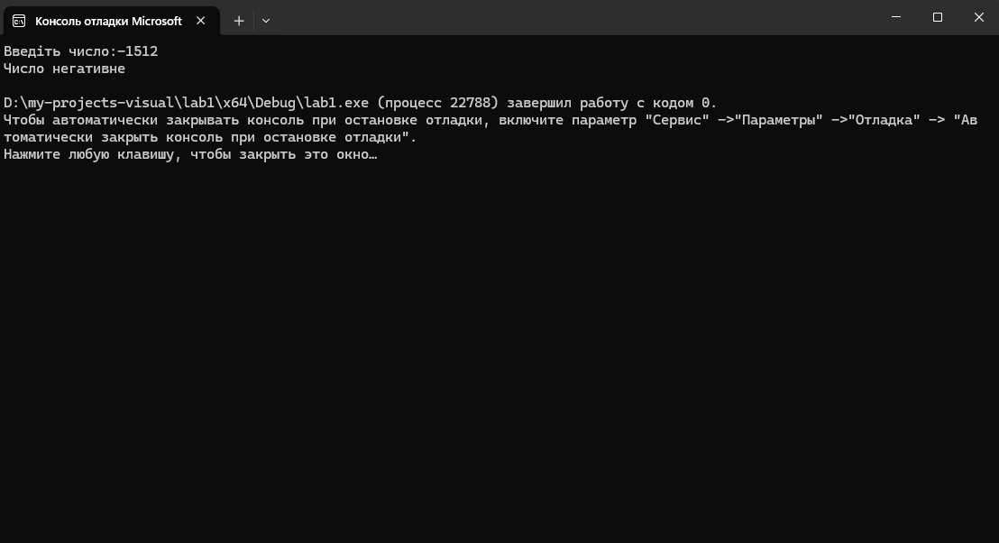 Консоль отладки Microsoft
Введіть число:-1512
Число негативне
D:\my-projects-visual\lab1\x64\Debug\lab1.exe (процесс 22788) завершил работу с кодом 0.
Чтобы автоматически закрывать консоль при остановке отладки, включите параметр "Сервис" ->"Параметры" ->"Отладка" -> "Ав
томатически закрыть консоль при остановке отладки".
Нажмите любую клавишу, чтобы закрыть это окно…